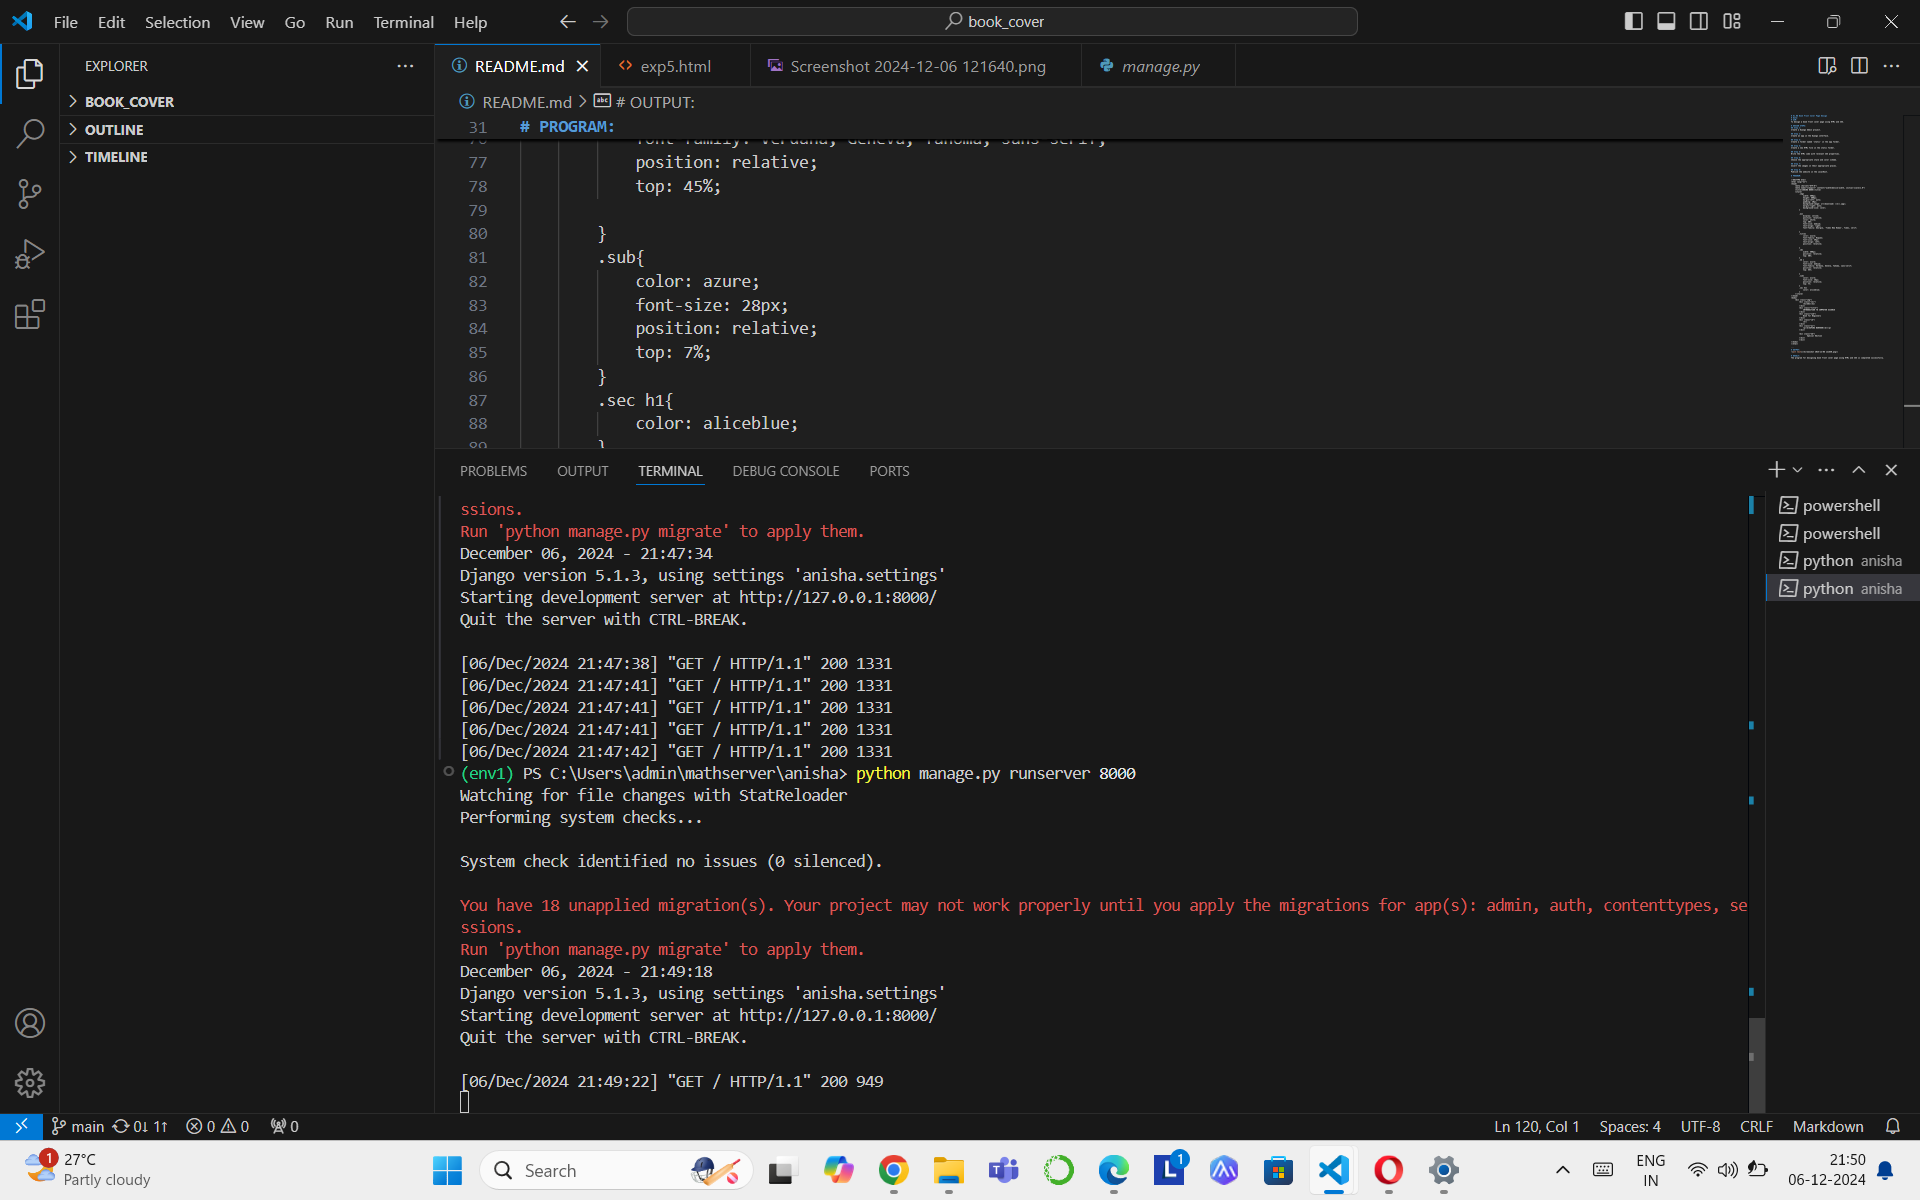 File Edit Selection View Go Run Terminal Help
book_cover
EXPLORER
BOOK_COVER
OUTLINE
TIMELINE
README.md
exp5.html
Screenshot 2024-12-06 121640.png
manage.py
README.md > # OUTPUT:
31 # PROGRAM:
77 position: relative;
78 top: 45%;
79
80 }
81 .sub{
82 color: azure;
83 font-size: 28px;
84 position: relative;
85 top: 7%;
86 }
87 .sec h1{
88 color: aliceblue;
89 }
PROBLEMS OUTPUT TERMINAL DEBUG CONSOLE PORTS
powershell
powershell
python anisha
python anisha
ssions.
Run 'python manage.py migrate' to apply them.
December 06, 2024 - 21:47:34
Django version 5.1.3, using settings 'anisha.settings'
Starting development server at http://127.0.0.1:8000/
Quit the server with CTRL-BREAK.
[06/Dec/2024 21:47:38] "GET / HTTP/1.1" 200 1331
[06/Dec/2024 21:47:41] "GET / HTTP/1.1" 200 1331
[06/Dec/2024 21:47:41] "GET / HTTP/1.1" 200 1331
[06/Dec/2024 21:47:41] "GET / HTTP/1.1" 200 1331
[06/Dec/2024 21:47:42] "GET / HTTP/1.1" 200 1331
(env1) PS C:\Users\admin\mathserver\anisha> python manage.py runserver 8000
Watching for file changes with StatReloader
Performing system checks...
System check identified no issues (0 silenced).
You have 18 unapplied migration(s). Your project may not work properly until you apply the migrations for app(s): admin, auth, contenttypes, se
ssions.
Run 'python manage.py migrate' to apply them.
December 06, 2024 - 21:49:18
Django version 5.1.3, using settings 'anisha.settings'
Starting development server at http://127.0.0.1:8000/
Quit the server with CTRL-BREAK.
[06/Dec/2024 21:49:22] "GET / HTTP/1.1" 200 949
main 0↓ 1↑ 0 0 0
Ln 120, Col 1 Spaces: 4 UTF-8 CRLF Markdown
1
27°C
Partly cloudy
Search
1
ENG
IN
21:50
06-12-2024